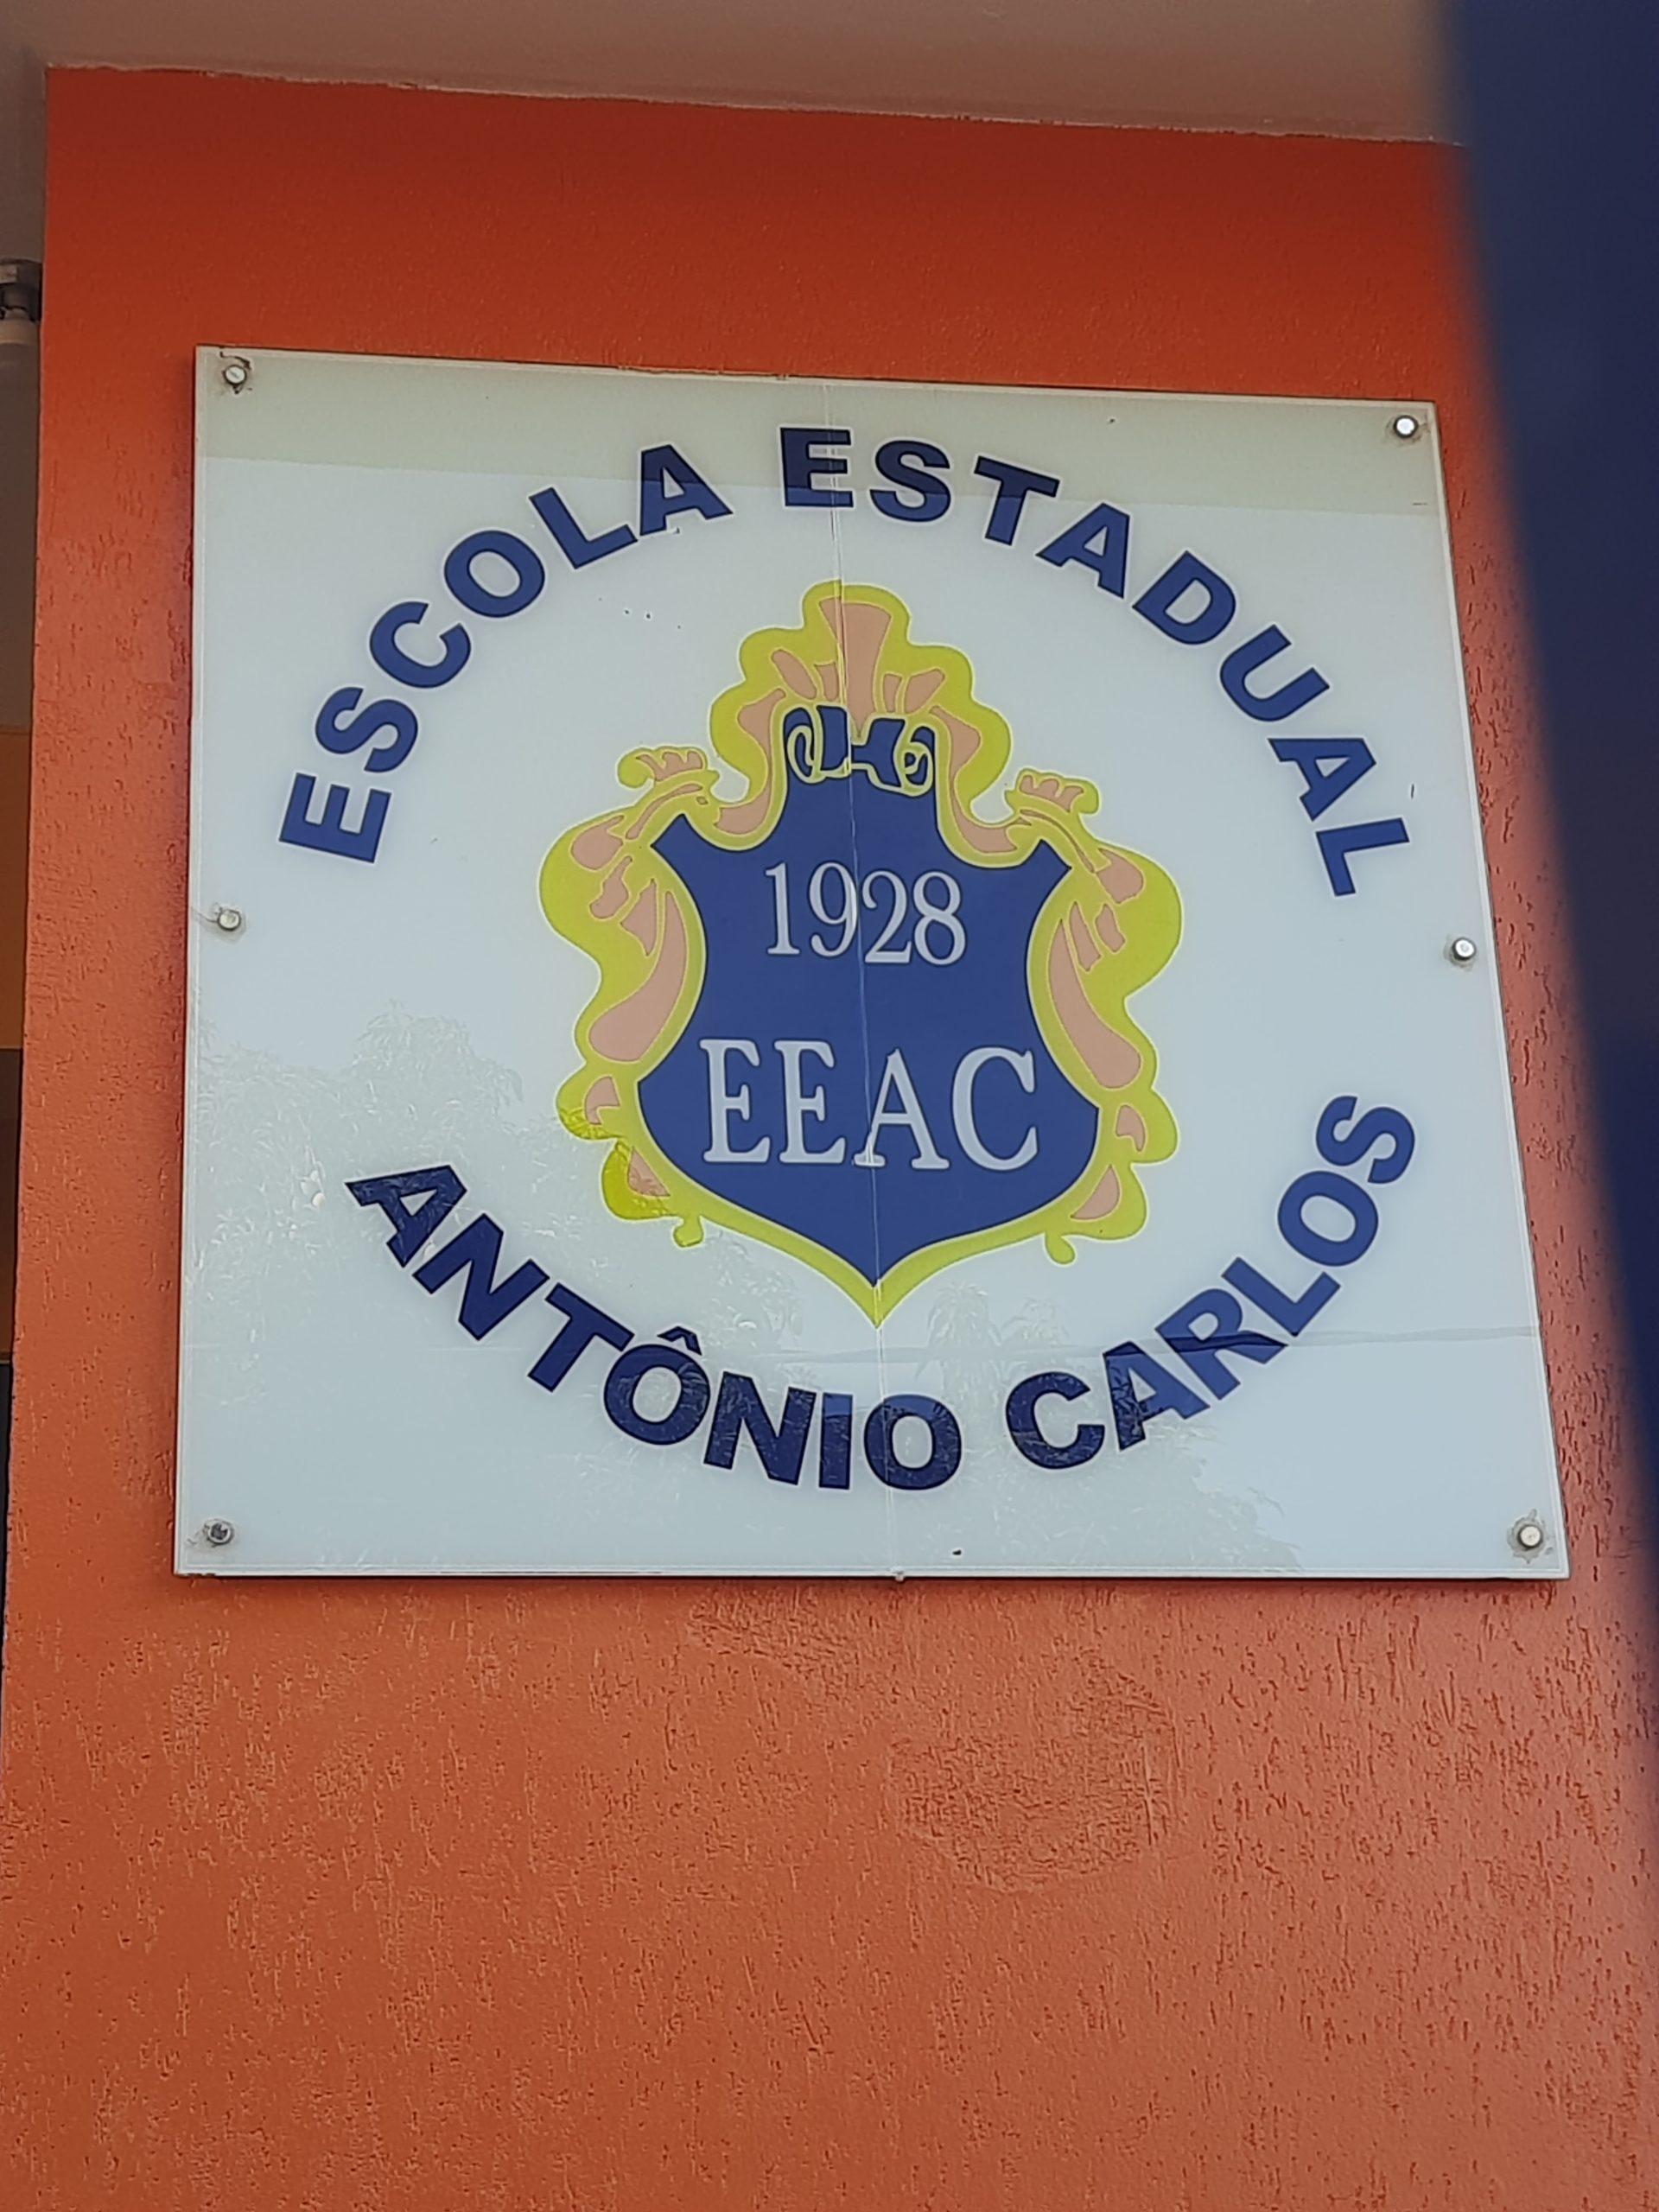 ESCOLA ESTADUAL
1928
EEAC
ANTÔNIO CARLOS